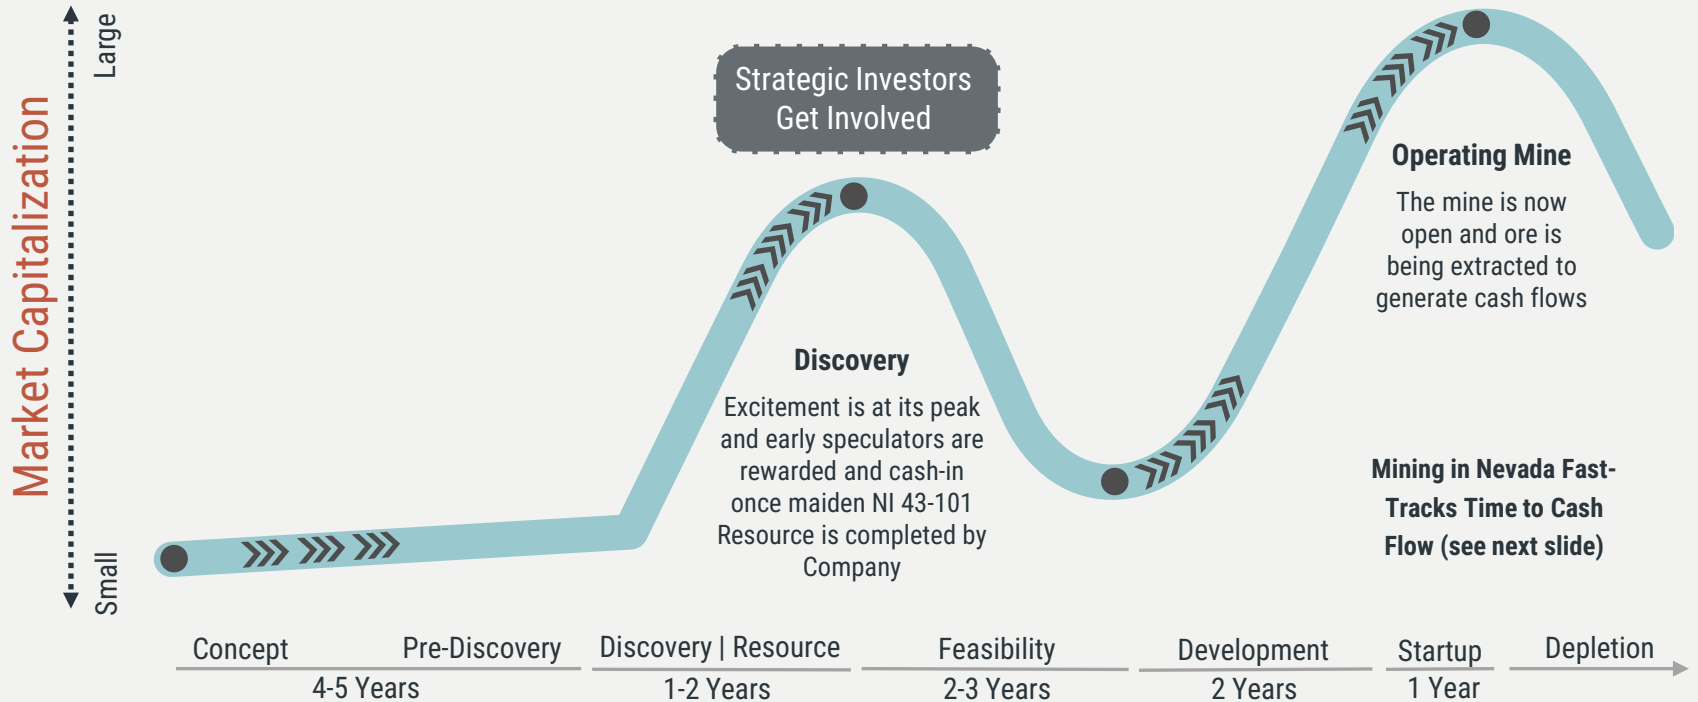 Market Capitalization
Large
Small
Strategic Investors
Get Involved
Discovery
Excitement is at its peak
and early speculators are
rewarded and cash-in
once maiden NI 43-101
Resource is completed by
Company
Operating Mine
The mine is now
open and ore is
being extracted to
generate cash flows
Mining in Nevada Fast-
Tracks Time to Cash
Flow (see next slide)
Concept
Pre-Discovery
Discovery | Resource
Feasibility
Development
Startup
Depletion
4-5 Years
1-2 Years
2-3 Years
2 Years
1 Year